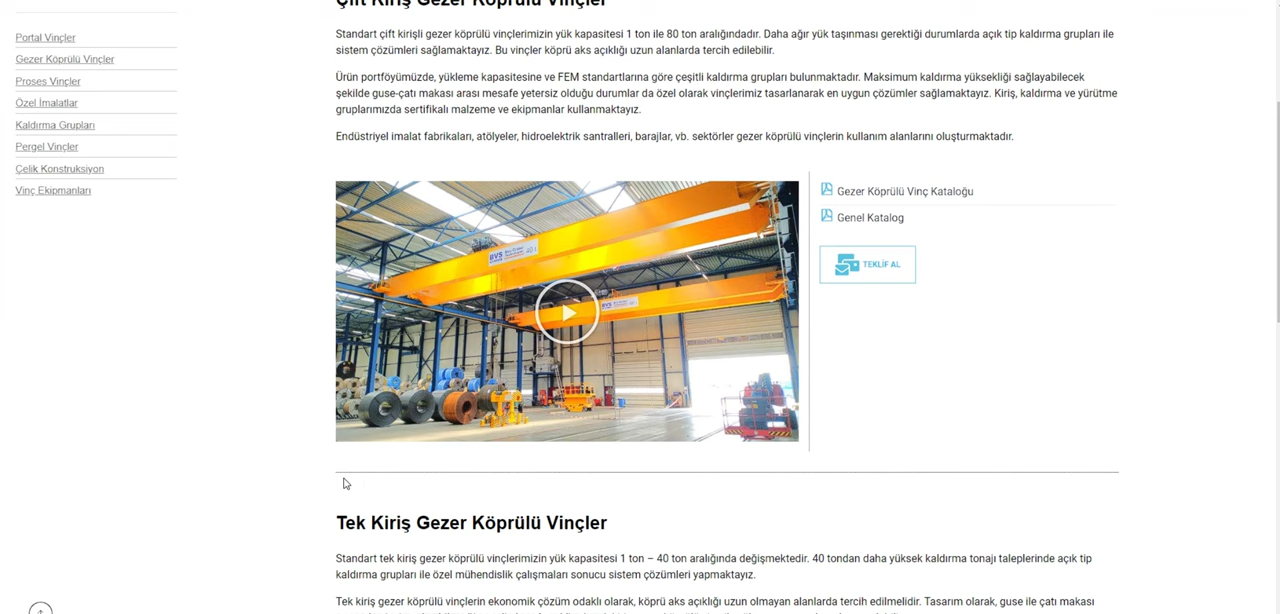 Çift Kiriş Gezer Köprülü Vinçler
Portal Vinçler
Gezer Köprülü Vinçler
Proses Vinçler
Özel İmalatlar
Kaldırma Grupları
Pergel Vinçler
Çelik Konstruksiyon
Vinç Ekipmanları
Standart çift kirişli gezer köprülü vinçlerimizin yük kapasitesi 1 ton ile 80 ton aralığındadır. Daha ağır yük taşınması gerektiği durumlarda açık tip kaldırma grupları ile
sistem çözümleri sağlamaktayız. Bu vinçler köprü aks açıklığı uzun alanlarda tercih edilebilir.
Ürün portföyümüzde, yükleme kapasitesine ve FEM standartlarına göre çeşitli kaldırma grupları bulunmaktadır. Maksimum kaldırma yüksekliği sağlayabilecek
şekilde guse-çatı makası arası mesafe yetersiz olduğu durumlar da özel olarak vinçlerimiz tasarlanarak en uygun çözümler sağlamaktayız. Kiriş, kaldırma ve yürütme
gruplarımızda sertifikalı malzeme ve ekipmanlar kullanmaktayız.
Endüstriyel imalat fabrikaları, atölyeler, hidroelektrik santralleri, barajlar, vb. sektörler gezer köprülü vinçlerin kullanım alanlarını oluşturmaktadır.
BVS
40 t
BVS
Gezer Köprülü Vinç Kataloğu
Genel Katalog
TEKLİF AL
Tek Kiriş Gezer Köprülü Vinçler
Standart tek kiriş gezer köprülü vinçlerimizin yük kapasitesi 1 ton – 40 ton aralığında değişmektedir. 40 tondan daha yüksek kaldırma tonajı taleplerinde açık tip
kaldırma grupları ile özel mühendislik çalışmaları sonucu sistem çözümleri yapmaktayız.
Tek kiriş gezer köprülü vinçlerin ekonomik çözüm odaklı olarak, köprü aks açıklığı uzun olmayan alanlarda tercih edilmelidir. Tasarım olarak, guse ile çatı makası